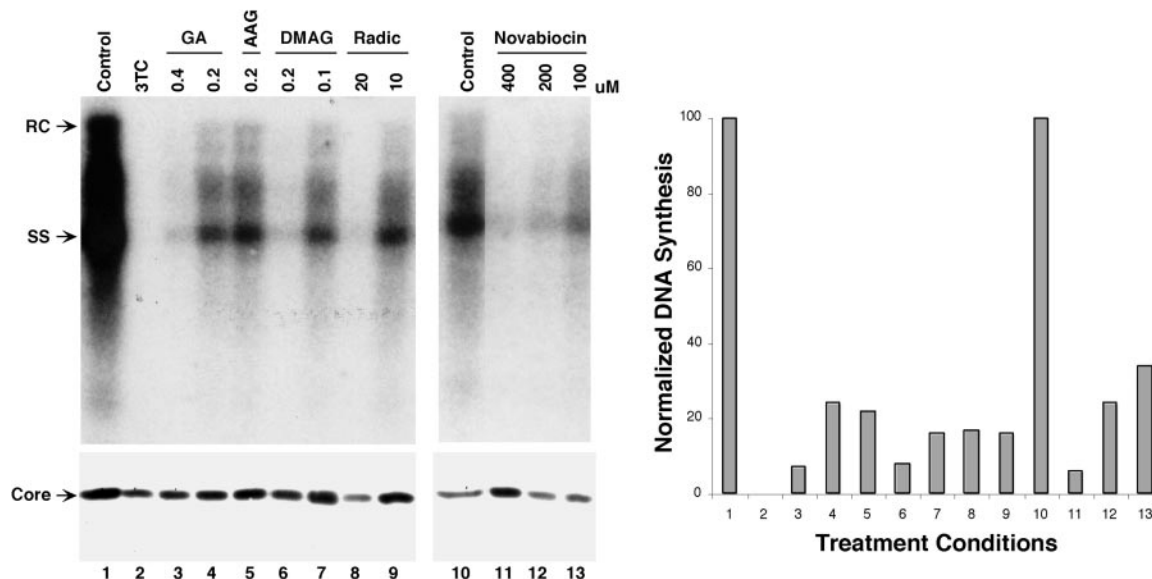 GA AAG DMAG Radic Novabiocin
Control 3TC 0.4 0.2 0.2 0.2 0.1 20 10 Control 400 200 100 uM
RC
SS
Core
1 2 3 4 5 6 7 8 9 10 11 12 13
Normalized DNA Synthesis
100
80
60
40
20
0
1 2 3 4 5 6 7 8 9 10 11 12 13
Treatment Conditions